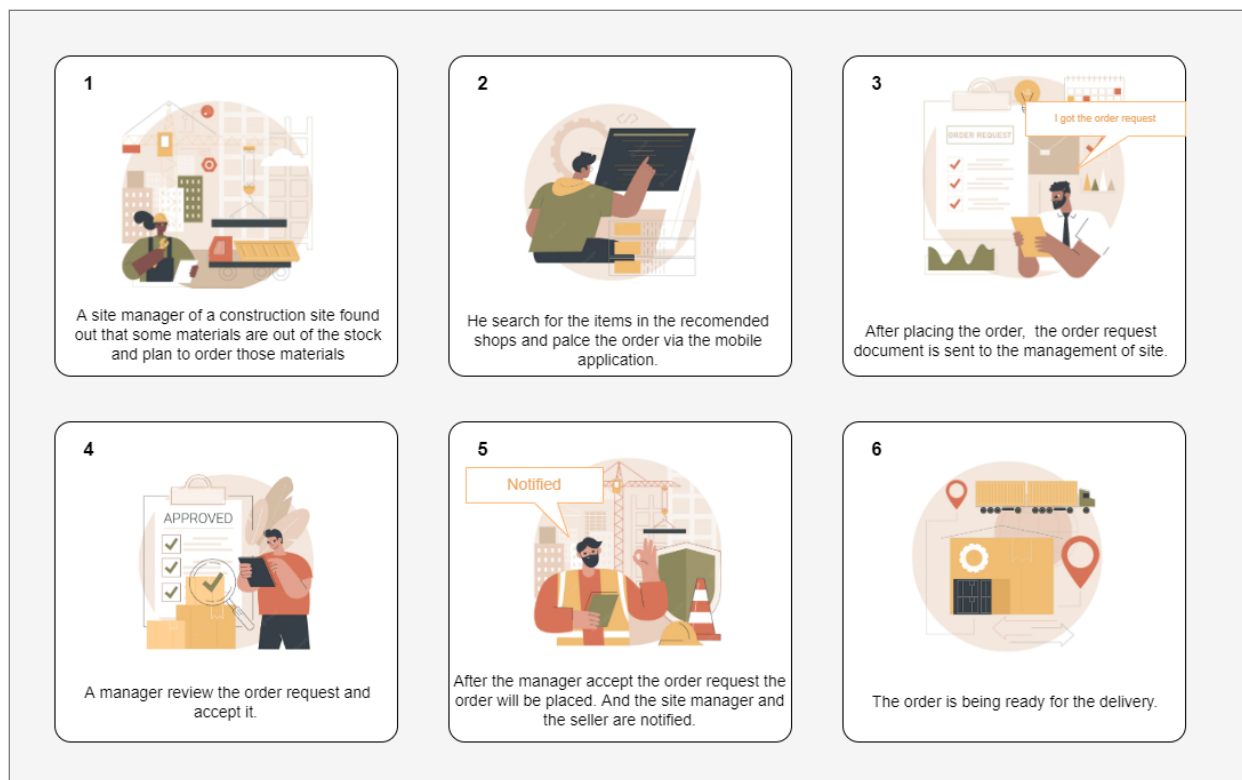 1
A site manager of a construction site found
out that some materials are out of the stock
and plan to order those materials
2
He search for the items in the recomended
shops and palce the order via the mobile
application.
3
ORDER REQUEST
I got the order request
After placing the order,  the order request
document is sent to the management of site.
4
APPROVED
A manager review the order request and
accept it.
5
Notified
After the manager accept the order request the
order will be placed. And the site manager and
the seller are notified.
6
The order is being ready for the delivery.